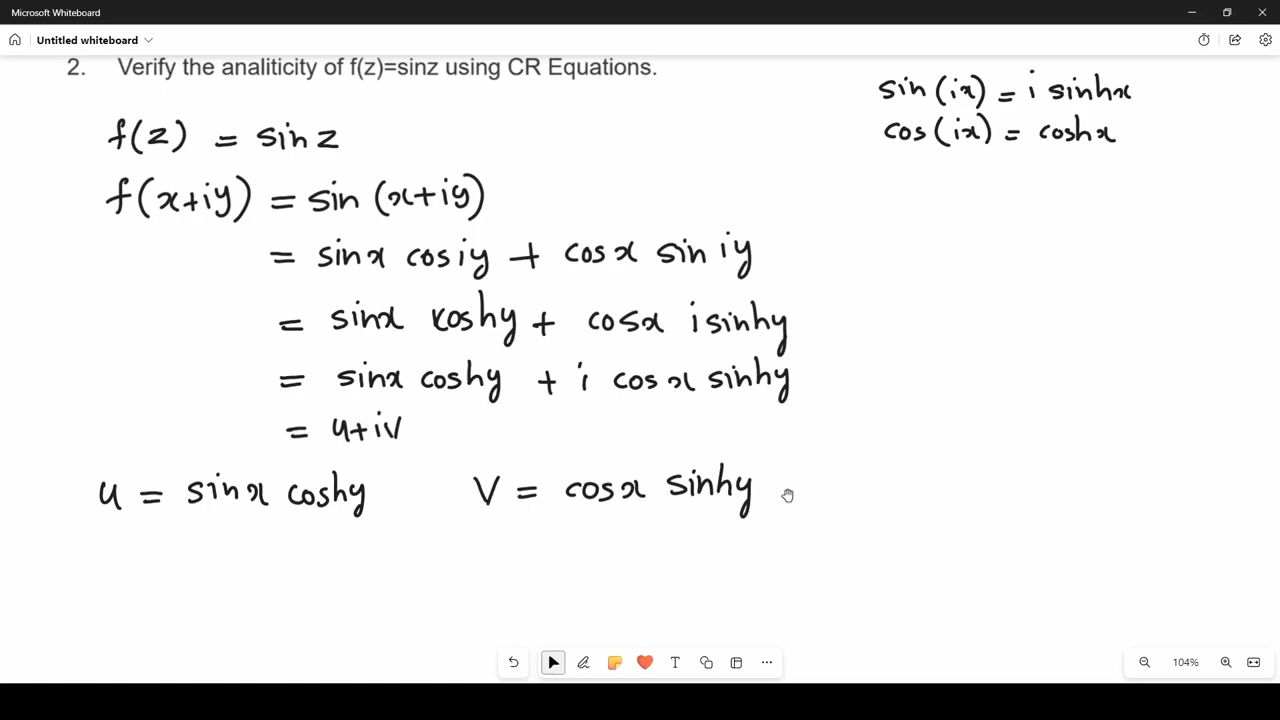 Microsoft Whiteboard
Untitled whiteboard
2. Verify the analiticity of f(z)=sinz using CR Equations.
sin (ix) = i sinhx
cos (ix) = coshx
f(z) = sin z
f(x+iy) = sin (x+iy)
= sinx cosiy + cosx sin iy
= sinx coshy + cosx i sinhy
= sinx coshy + i cosx sinhy
= u+iv
u = sinx coshy V = cosx sinhy
104%